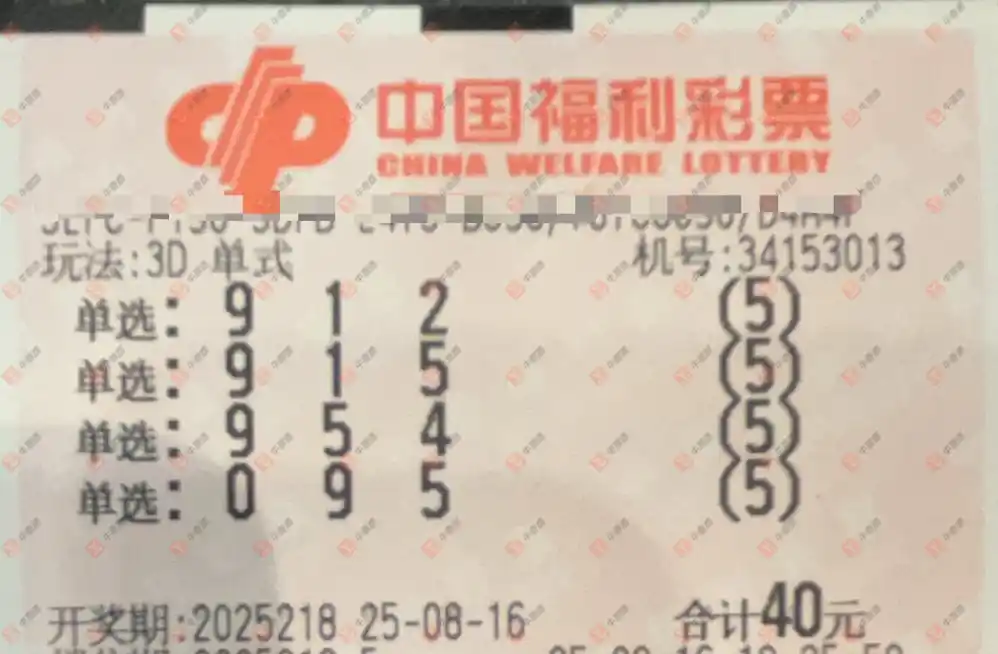 中国福利彩票
CHINA WELFARE LOTTERY
玩法:3D 单式 机号:34153013
单选: 9 1 2 (5)
单选: 9 1 5 (5)
单选: 9 5 4 (5)
单选: 0 9 5 (5)
开奖期:2025218 25-08-16 合计40元